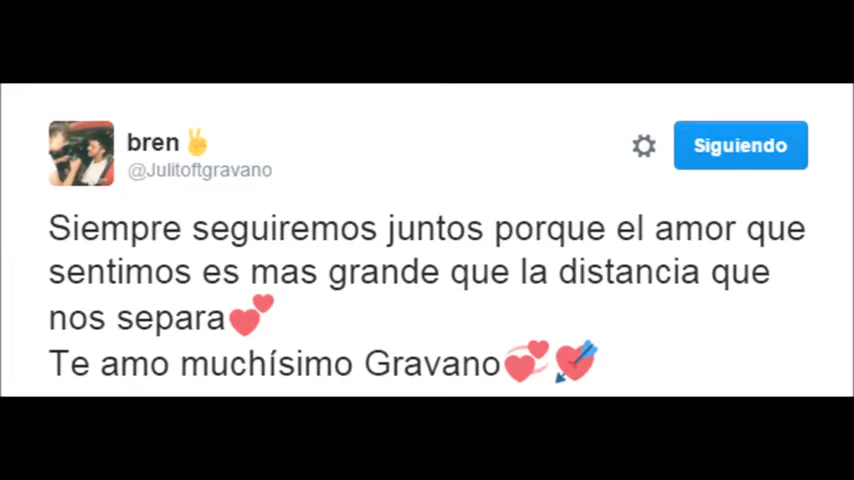 bren✌
@Julitoftgravano
Siguiendo
Siempre seguiremos juntos porque el amor que
sentimos es mas grande que la distancia que
nos separa💕
Te amo muchísimo Gravano💞💘